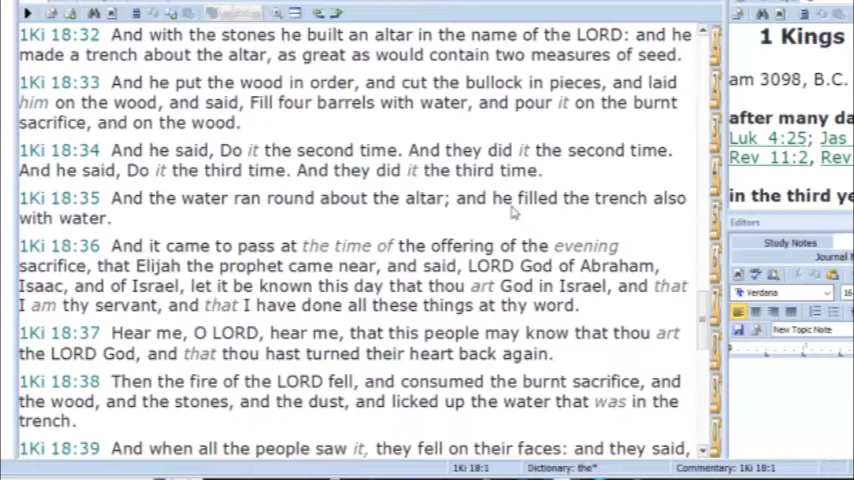 1Ki 18:32 And with the stones he built an altar in the name of the LORD: and he
made a trench about the altar, as great as would contain two measures of seed.
1Ki 18:33 And he put the wood in order, and cut the bullock in pieces, and laid
him on the wood, and said, Fill four barrels with water, and pour it on the burnt
sacrifice, and on the wood.
1Ki 18:34 And he said, Do it the second time. And they did it the second time.
And he said, Do it the third time. And they did it the third time.
1Ki 18:35 And the water ran round about the altar; and he filled the trench also
with water.
1Ki 18:36 And it came to pass at the time of the offering of the evening
sacrifice, that Elijah the prophet came near, and said, LORD God of Abraham,
Isaac, and of Israel, let it be known this day that thou art God in Israel, and that
I am thy servant, and that I have done all these things at thy word.
1Ki 18:37 Hear me, O LORD, hear me, that this people may know that thou art
the LORD God, and that thou hast turned their heart back again.
1Ki 18:38 Then the fire of the LORD fell, and consumed the burnt sacrifice, and
the wood, and the stones, and the dust, and licked up the water that was in the
trench.
1Ki 18:39 And when all the people saw it, they fell on their faces: and they said,
1Ki 18:1 Dictionary: the* Commentary: 1Ki 18:1
1 Kings
am 3098, B.C.
after many da
Luk 4:25; Jas
Rev 11:2, Rev
in the third ye
Editors
Study Notes
Journal
Verdana 16
New Topic Note